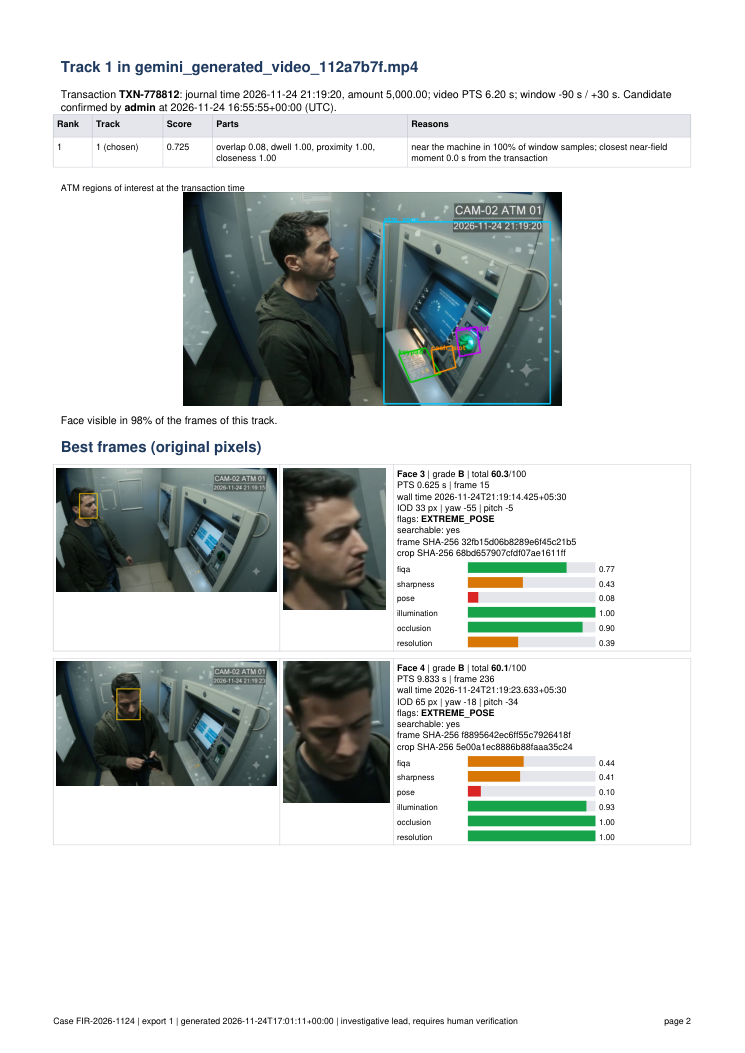 Track 1 in gemini_generated_video_112a7b7f.mp4
Transaction TXN-778812: journal time 2026-11-24 21:19:20, amount 5,000.00; video PTS 6.20 s; window -90 s / +30 s. Candidate
confirmed by admin at 2026-11-24 16:55:55+00:00 (UTC).
Rank Track Score Parts Reasons
1 1 (chosen) 0.725 overlap 0.08, dwell 1.00, proximity 1.00, near the machine in 100% of window samples; closest near-field
closeness 1.00 moment 0.0 s from the transaction
ATM regions of interest at the transaction time
CAM-02 ATM 01
2026-11-24 21:19:20
Face visible in 98% of the frames of this track.
Best frames (original pixels)
CAM-02 ATM 01
2026-11-24 21:19:15
Face 3 | grade B | total 60.3/100
PTS 0.625 s | frame 15
wall time 2026-11-24T21:19:14.425+05:30
IOD 33 px | yaw -55 | pitch -5
flags: EXTREME_POSE
searchable: yes
frame SHA-256 32fb15d06b8289e6f45c21b5
crop SHA-256 68bd657907cfdf07ae1611ff
fiqa 0.77
sharpness 0.43
pose 0.08
illumination 1.00
occlusion 0.90
resolution 0.39
CAM-02 ATM 01
2026-11-24 21:19:23
Face 4 | grade B | total 60.1/100
PTS 9.833 s | frame 236
wall time 2026-11-24T21:19:23.633+05:30
IOD 65 px | yaw -18 | pitch -34
flags: EXTREME_POSE
searchable: yes
frame SHA-256 f8895642ec6ff55c7926418f
crop SHA-256 5e00a1ec8886b88faaa35c24
fiqa 0.44
sharpness 0.41
pose 0.10
illumination 0.93
occlusion 1.00
resolution 1.00
Case FIR-2026-1124 | export 1 | generated 2026-11-24T17:01:11+00:00 | investigative lead, requires human verification page 2